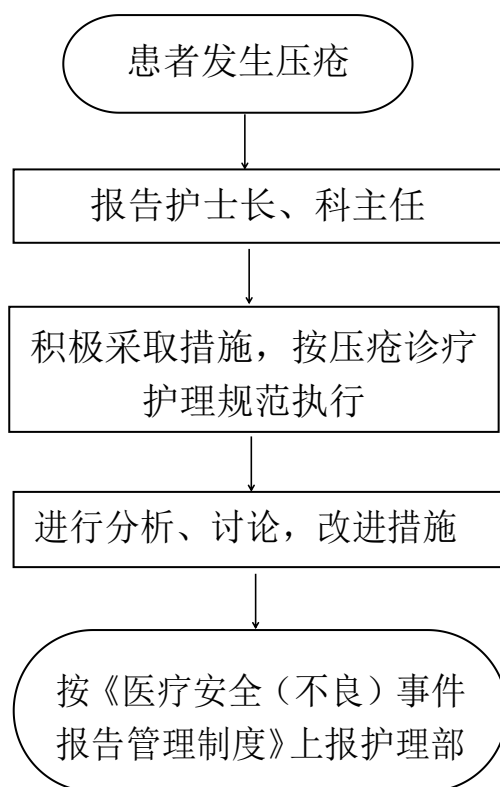 患者发生压疮
报告护士长、科主任
积极采取措施，按压疮诊疗
护理规范执行
进行分析、讨论，改进措施
按《医疗安全（不良）事件
报告管理制度》上报护理部